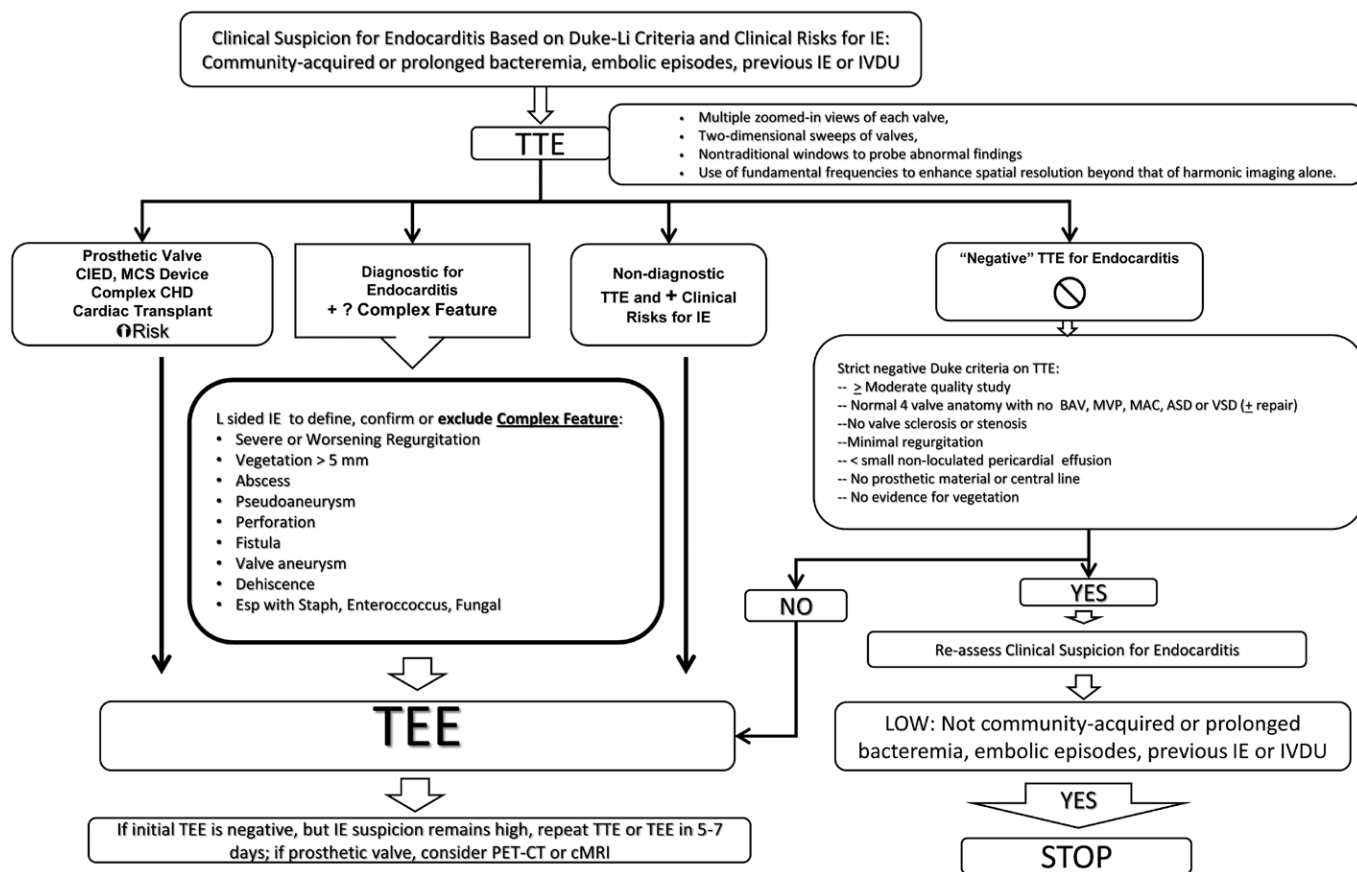 Clinical Suspicion for Endocarditis Based on Duke-Li Criteria and Clinical Risks for IE:
Community-acquired or prolonged bacteremia, embolic episodes, previous IE or IVDU
TTE
• Multiple zoomed-in views of each valve,
• Two-dimensional sweeps of valves,
• Nontraditional windows to probe abnormal findings
• Use of fundamental frequencies to enhance spatial resolution beyond that of harmonic imaging alone.
Prosthetic Valve
CIED, MCS Device
Complex CHD
Cardiac Transplant
⬆Risk
Diagnostic for
Endocarditis
+ ? Complex Feature
Non-diagnostic
TTE and + Clinical
Risks for IE
“Negative” TTE for Endocarditis
L sided IE to define, confirm or exclude Complex Feature:
• Severe or Worsening Regurgitation
• Vegetation > 5 mm
• Abscess
• Pseudoaneurysm
• Perforation
• Fistula
• Valve aneurysm
• Dehiscence
• Esp with Staph, Enteroccoccus, Fungal
Strict negative Duke criteria on TTE:
-- ≥ Moderate quality study
-- Normal 4 valve anatomy with no BAV, MVP, MAC, ASD or VSD (± repair)
--No valve sclerosis or stenosis
--Minimal regurgitation
-- < small non-loculated pericardial effusion
-- No prosthetic material or central line
-- No evidence for vegetation
NO
YES
Re-assess Clinical Suspicion for Endocarditis
TEE
LOW: Not community-acquired or prolonged
bacteremia, embolic episodes, previous IE or IVDU
YES
STOP
If initial TEE is negative, but IE suspicion remains high, repeat TTE or TEE in 5-7
days; if prosthetic valve, consider PET-CT or cMRI